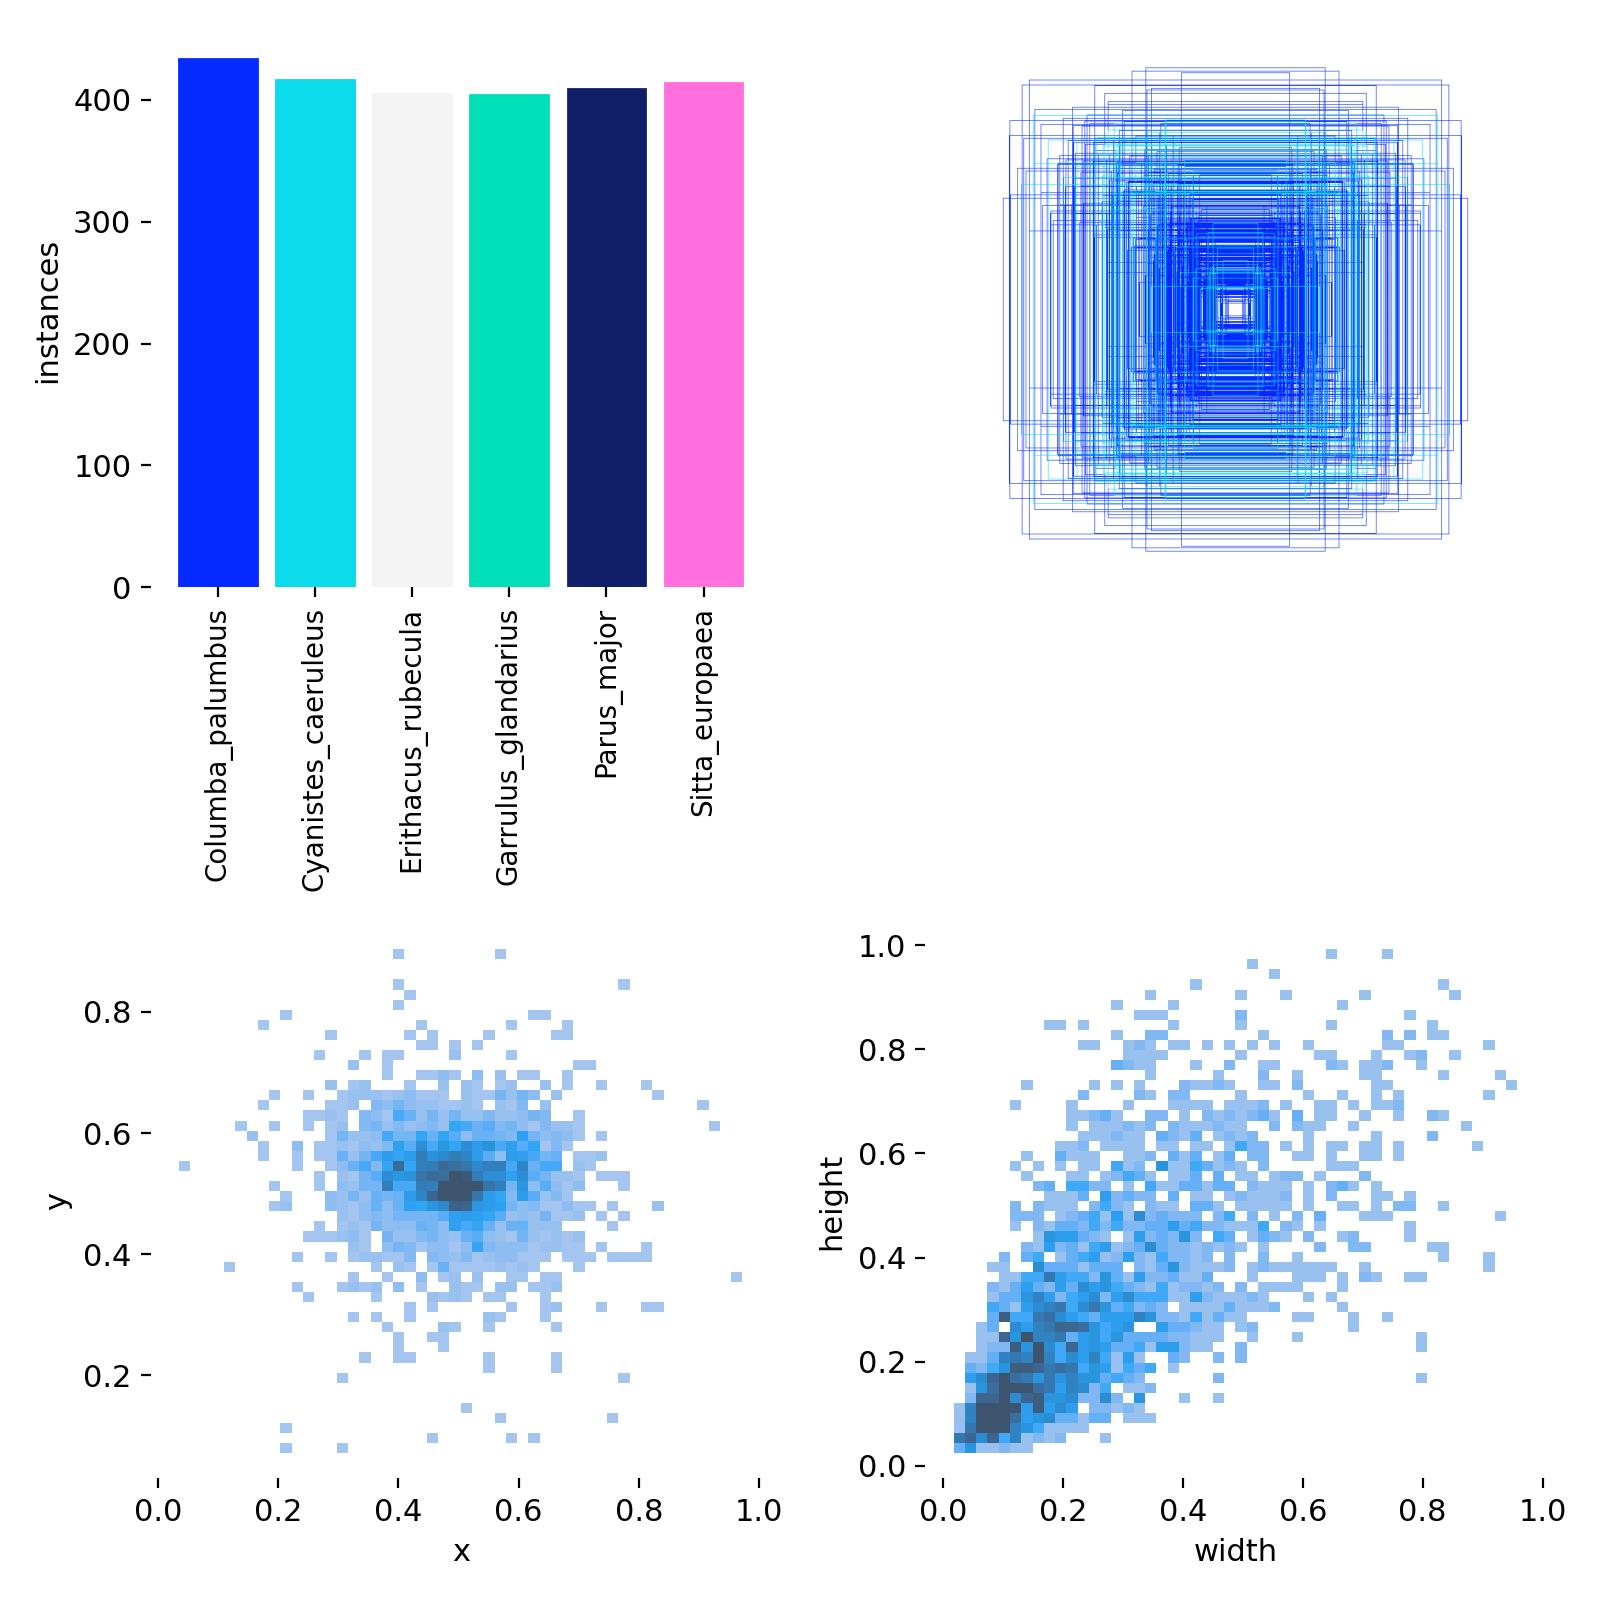 instances
400
300
200
100
0
Columba_palumbus
Cyanistes_caeruleus
Erithacus_rubecula
Garrulus_glandarius
Parus_major
Sitta_europaea
y
0.8
0.6
0.4
0.2
0.0 0.2 0.4 0.6 0.8 1.0
x
height
1.0
0.8
0.6
0.4
0.2
0.0
0.0 0.2 0.4 0.6 0.8 1.0
width